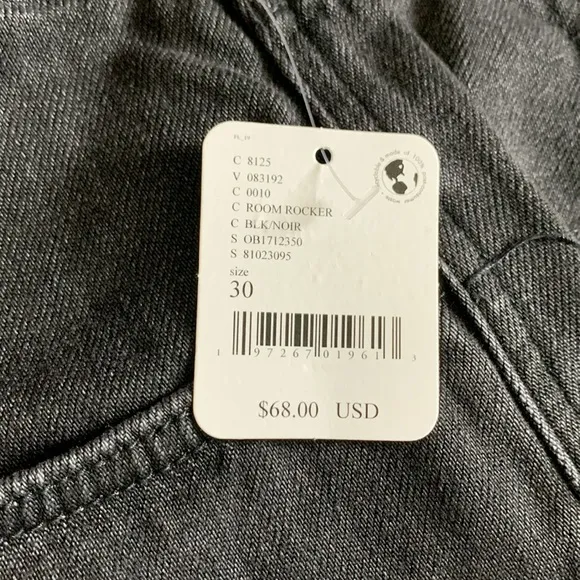 C 8125
V 083192
C 0010
C ROOM ROCKER
C BLK/NOIR
S OB1712350
S 81023095
size
30
1 97267 01961 3
$68.00 USD